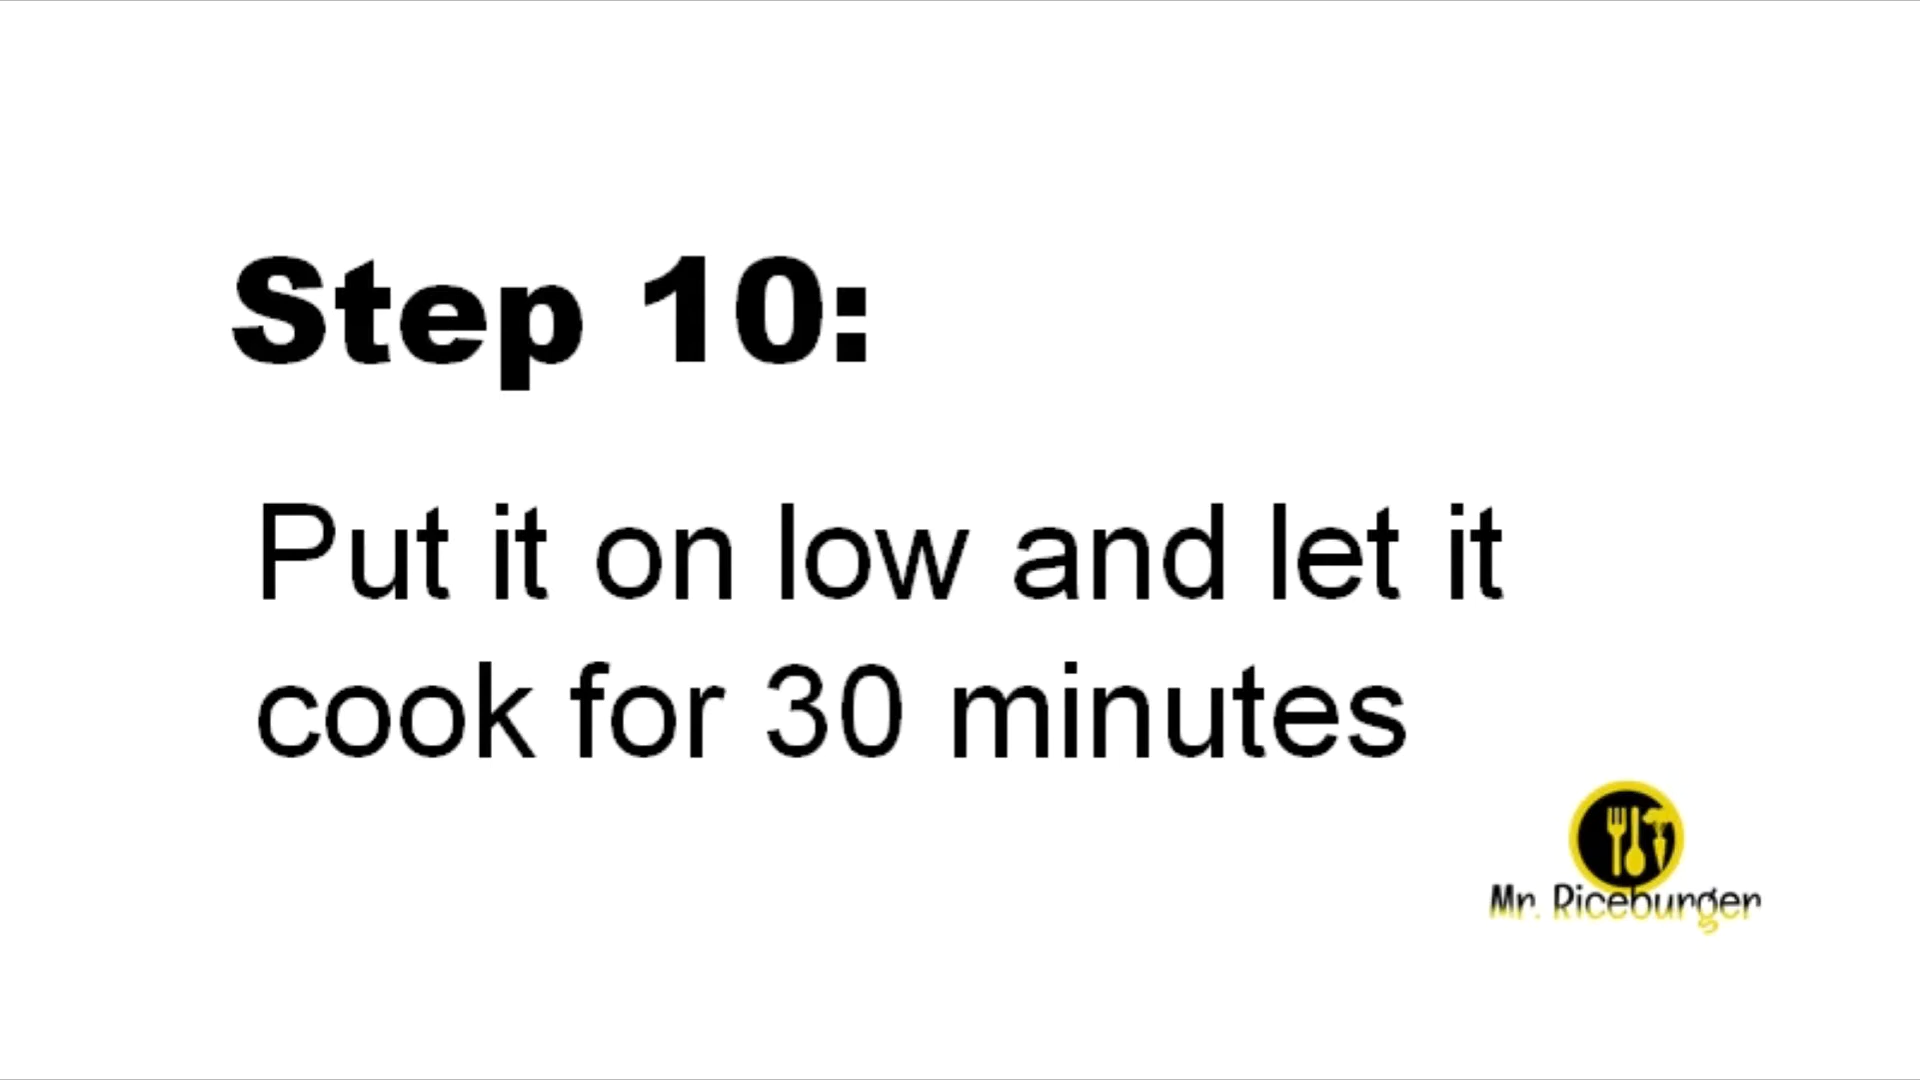 Step 10:
Put it on low and let it
cook for 30 minutes
Mr. Riceburger